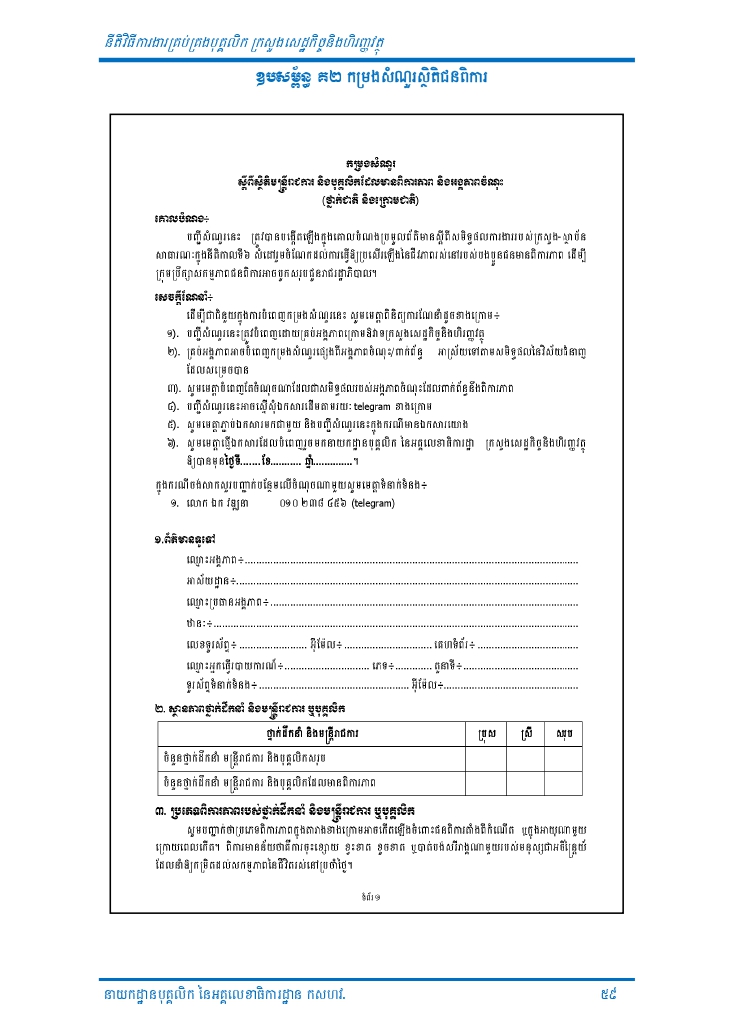 នីតិវិធីការងារគ្រប់គ្រងបុគ្គលិក ក្រសួងសេដ្ឋកិច្ចនិងហិរញ្ញវត្ថុ
ឧបសម្ព័ន្ធ គ២ កម្រងសំណួរស្ថិតិជនពិការ
កម្រងសំណួរ
ស្តីពីស្ថិតិមន្ត្រីរាជការ និងបុគ្គលិកដែលមានពិការភាព និងអង្គភាពចំណុះ
(ថ្នាក់ជាតិ និងក្រោមជាតិ)
គោលបំណង÷
បញ្ជីសំណួរនេះ ត្រូវបានបង្កើតឡើងក្នុងគោលបំណងប្រមូលព័ត៌មានស្តីពីសមិទ្ធផលការងាររបស់ក្រសួង-ស្ថាប័ន
សាធារណៈក្នុងនីតិកាលទី៦ សំដៅរួមចំណែកដល់ការធ្វើឱ្យប្រសើរឡើងនៃជីវភាពរស់នៅរបស់បងប្អូនជនមានពិការភាព ដើម្បី
ក្រុមប្រឹក្សាសកម្មភាពជនពិការអាចបូកសរុបជូនរាជរដ្ឋាភិបាល។
សេចក្តីណែនាំ÷
ដើម្បីជាជំនួយក្នុងការបំពេញកម្រងសំណួរនេះ សូមមេត្តាពិនិត្យការណែនាំដូចខាងក្រោម÷
១). បញ្ជីសំណួរនេះត្រូវបំពេញដោយគ្រប់អង្គភាពក្រោមឱវាទក្រសួងសេដ្ឋកិច្ចនិងហិរញ្ញវត្ថុ
២). គ្រប់អង្គភាពអាចបំពេញកម្រងសំណួរផ្សេងពីអង្គភាពចំណុះ/ពាក់ព័ន្ធ អាស្រ័យទៅតាមសមិទ្ធផលនៃវិស័យជំនាញ
ដែលសម្រេចបាន
៣). សូមមេត្តាបំពេញតែចំណុចណាដែលជាសមិទ្ធផលរបស់អង្គភាពចំណុះដែលពាក់ព័ន្ធនឹងពិការភាព
៤). បញ្ជីសំណួរនេះអាចស្នើសុំឯកសារដើមតាមរយៈ telegram ខាងក្រោម
៥). សូមមេត្តាភ្ជាប់ឯកសារមកជាមួយ និងបញ្ជីសំណួរនេះក្នុងករណីមានឯកសារយោង
៦). សូមមេត្តាផ្ញើឯកសារដែលបំពេញរួចមកនាយកដ្ឋានបុគ្គលិក នៃអគ្គលេខាធិការដ្ឋា ក្រសួងសេដ្ឋកិច្ចនិងហិរញ្ញវត្ថុ
ឱ្យបានមុនថ្ងៃទី.......ខែ........... ឆ្នាំ..............។
ក្នុងករណីចង់សាកសួរបញ្ជាក់បន្ថែមលើចំណុចណាមួយសូមមេត្តាទំនាក់ទំនង÷
១. លោក ឯក វឌ្ឍនា ០១០ ២៣៨ ៤៥៦ (telegram)
១.ព័ត៌មានទូទៅ
ឈ្មោះអង្គភាព÷....................................................................................
អាស័យដ្ឋាន÷....................................................................................
ឈ្មោះប្រធានអង្គភាព÷....................................................................................
ឋានៈ÷....................................................................................
លេខទូរស័ព្ទ÷ ........................ អ៊ីម៉ែល÷............................... គេហទំព័រ÷ ....................................
ឈ្មោះអ្នកធ្វើរបាយការណ៍÷.............................. ភេទ÷............. តួនាទី÷.........................................
ទូរស័ព្ទទំនាក់ទំនង÷..................................................... អ៊ីម៉ែល÷................................................
២. ស្ថានភាពថ្នាក់ដឹកនាំ និងមន្ត្រីរាជការ ឬបុគ្គលិក
ថ្នាក់ដឹកនាំ និងមន្ត្រីរាជការ ប្រុស ស្រី សរុប
ចំនួនថ្នាក់ដឹកនាំ មន្ត្រីរាជការ និងបុគ្គលិកសរុប
ចំនួនថ្នាក់ដឹកនាំ មន្ត្រីរាជការ និងបុគ្គលិកដែលមានពិការភាព
៣. ប្រភេទពិការភាពរបស់ថ្នាក់ដឹកនាំ និងមន្ត្រីរាជការ ឬបុគ្គលិក
សូមបញ្ជាក់ថាប្រភេទពិការភាពក្នុងតារាងខាងក្រោមអាចកើតឡើងចំពោះជនពិការតាំងពីកំណើត ឬក្នុងអាយុណាមួយ
ក្រោយពេលកើត។ ពិការមានន័យថាគឺការចុះខ្សោយ ខ្វះខាត ខូចខាត ឬបាត់បង់សរីរាង្គណាមួយរបស់មនុស្សជាអចិន្ត្រៃយ៍
ដែលនាំឱ្យកម្រិតដល់សកម្មភាពនៃជីវិតរស់នៅប្រចាំថ្ងៃ។
ទំព័រ ១
នាយកដ្ឋានបុគ្គលិក នៃអគ្គលេខាធិការដ្ឋាន កសហវ. ៥៩